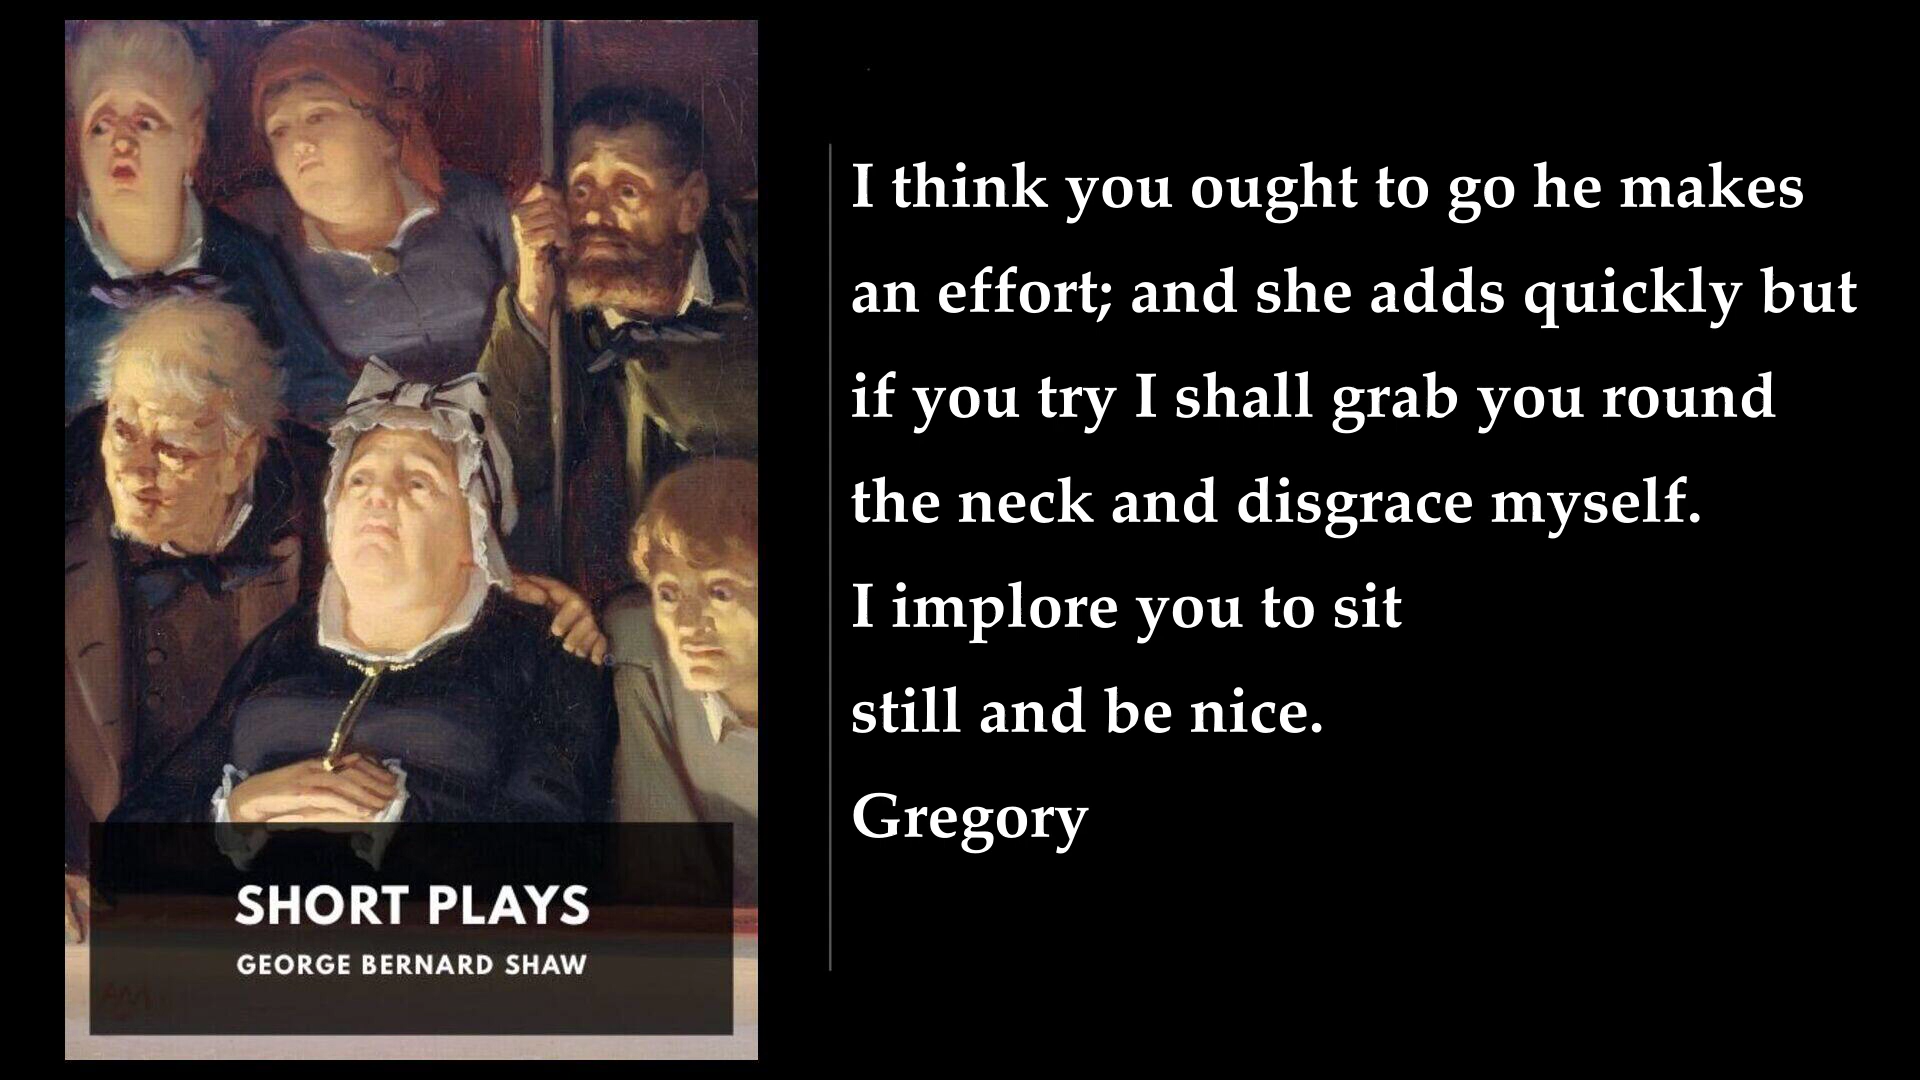 SHORT PLAYS
GEORGE BERNARD SHAW
I think you ought to go he makes
an effort; and she adds quickly but
if you try I shall grab you round
the neck and disgrace myself.
I implore you to sit
still and be nice.
Gregory